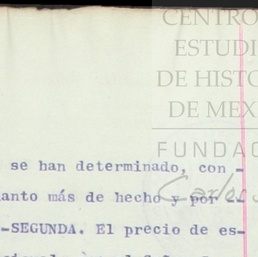 CENTRO
ESTUDI
DE HISTO
DE MEX
FUNDAC
se han determinado, con -
anto más de hecho y por
-SEGUNDA. El precio de es-